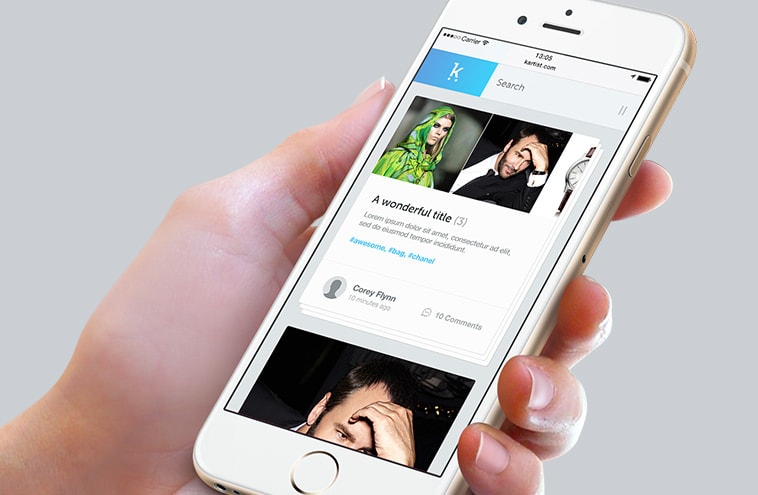 Carrier
13:05
kartist.com
k
Search
A wonderful title (3)
Lorem ipsum dolor sit amet, consectetur ad elit,
sed do eiusmod tempor incididunt.
#awesome, #bag, #chanel
Corey Flynn
10 minutes ago
10 Comments